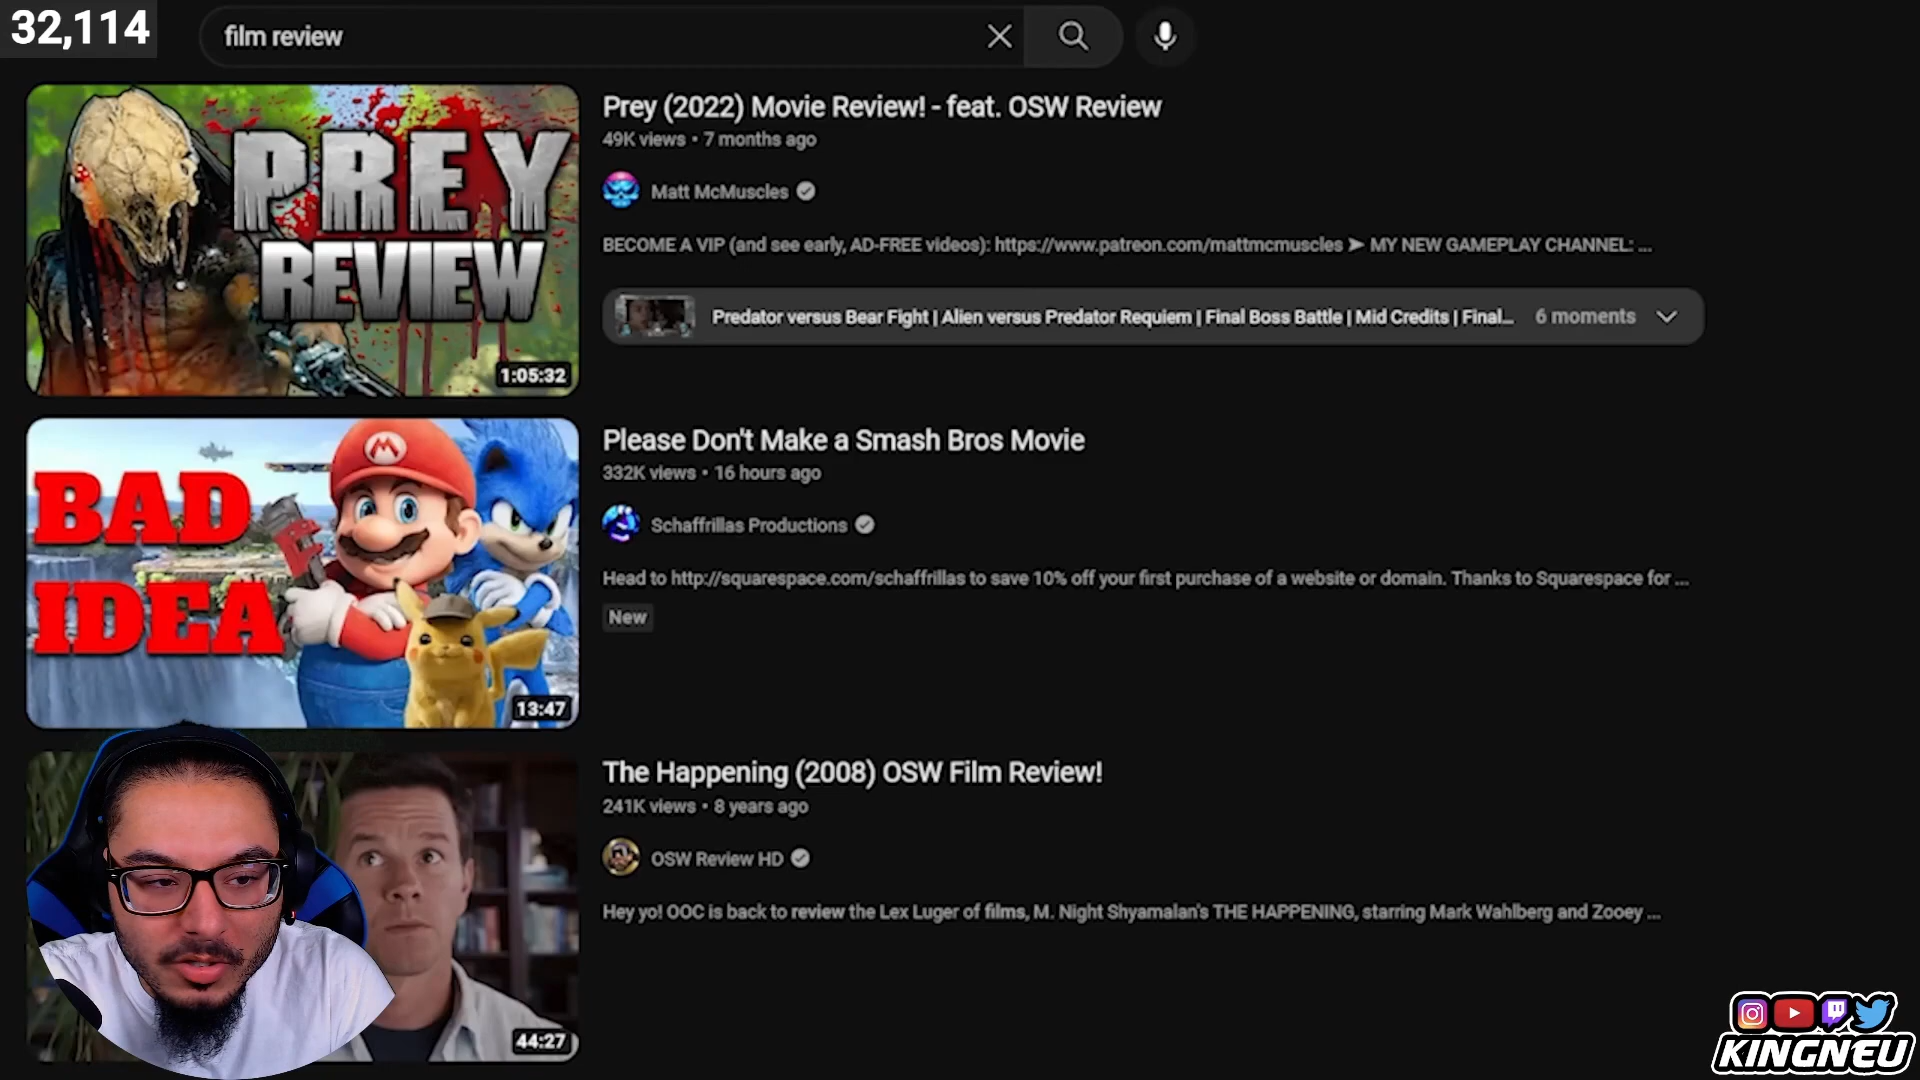 32,114
film review
PREY
REVIEW
1:05:32
Prey (2022) Movie Review! - feat. OSW Review
49K views • 7 months ago
Matt McMuscles
BECOME A VIP (and see early, AD-FREE videos): https://www.patreon.com/mattmcmuscles ➤ MY NEW GAMEPLAY CHANNEL: ...
Predator versus Bear Fight | Alien versus Predator Requiem | Final Boss Battle | Mid Credits | Final... 6 moments
BAD
IDEA
M
13:47
Please Don't Make a Smash Bros Movie
332K views • 16 hours ago
Schaffrillas Productions
Head to http://squarespace.com/schaffrillas to save 10% off your first purchase of a website or domain. Thanks to Squarespace for ...
New
44:27
The Happening (2008) OSW Film Review!
241K views • 8 years ago
OSW Review HD
Hey yo! OOC is back to review the Lex Luger of films, M. Night Shyamalan's THE HAPPENING, starring Mark Wahlberg and Zooey ...
KINGNEU